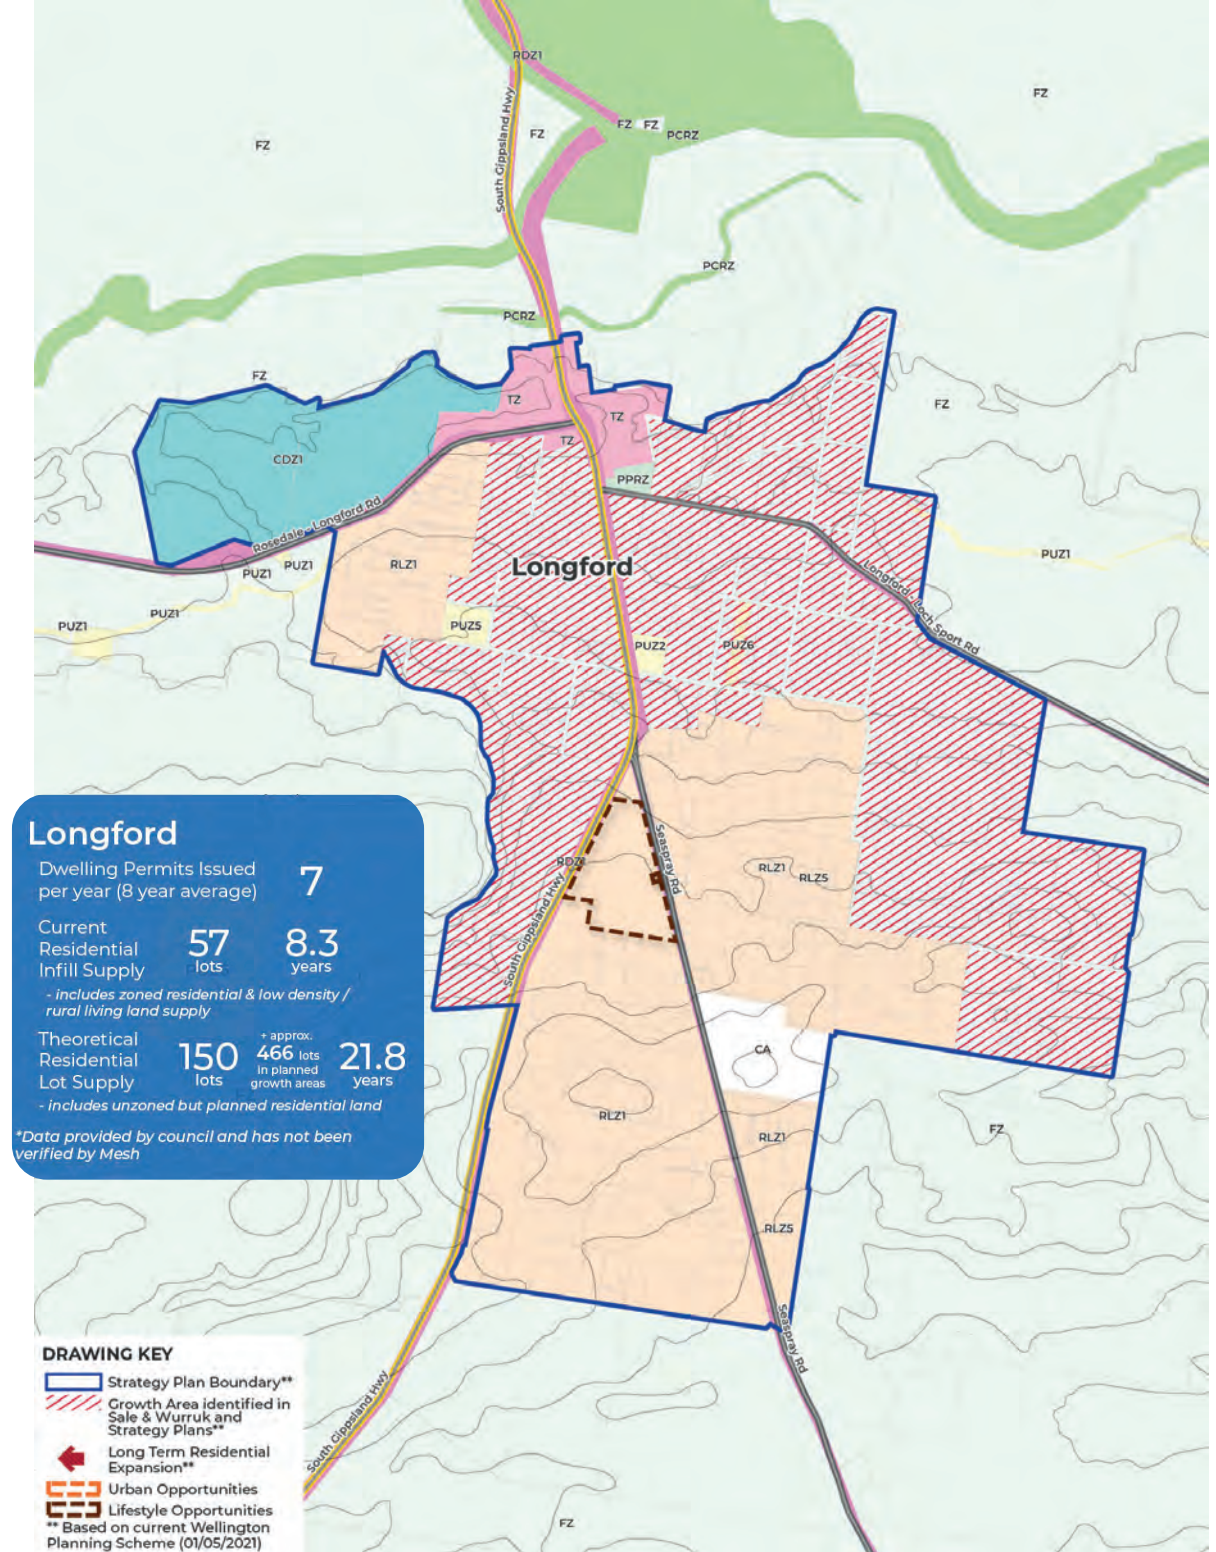 RDZ1
FZ
FZ
South Gippsland Hwy
FZ
FZ FZ
PCRZ
PCRZ
PCRZ
FZ
FZ
TZ
TZ
TZ
CDZ1
PPRZ
Rosedale - Longford Rd
Longford
RLZ1
PUZ1
PUZ1
PUZ1
PUZ1
PUZ1
Longford - Loch Sport Rd
PUZ5
PUZ2
PUZ6
RDZ1
Seaspray Rd
RLZ1
RLZ5
South Gippsland Hwy
CA
RLZ1
RLZ1
FZ
RLZ5
Seaspray Rd
South Gippsland Hwy
FZ
Longford
Dwelling Permits Issued
per year (8 year average)
7
Current
Residential
Infill Supply
57
lots
8.3
years
- includes zoned residential & low density /
rural living land supply
Theoretical
Residential
Lot Supply
150
lots
+ approx.
466 lots
in planned
growth areas
21.8
years
- includes unzoned but planned residential land
*Data provided by council and has not been
verified by Mesh
DRAWING KEY
Strategy Plan Boundary**
Growth Area identified in
Sale & Wurruk and
Strategy Plans**
Long Term Residential
Expansion**
Urban Opportunities
Lifestyle Opportunities
** Based on current Wellington
Planning Scheme (01/05/2021)